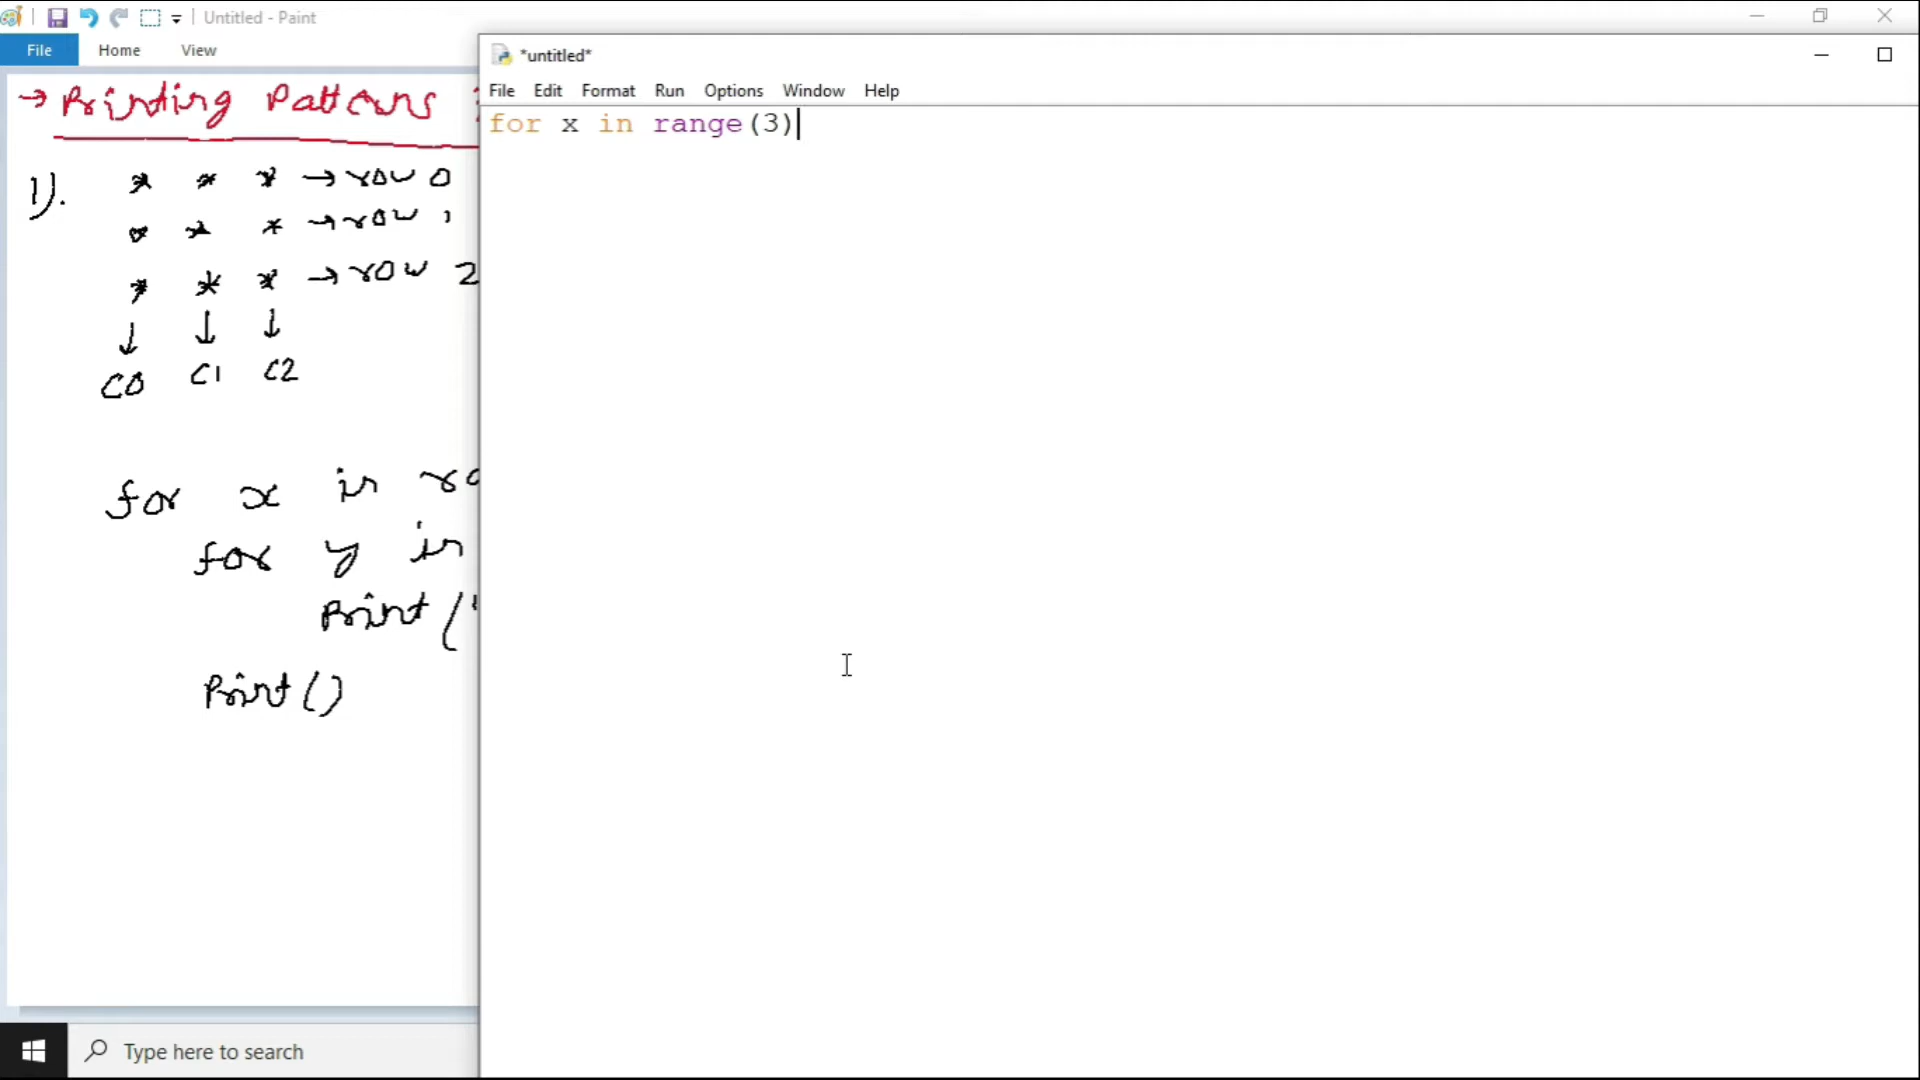 Untitled - Paint
File Home View
→ Printing Patterns
1). * * * → row 0
* * * → row 1
* * * → row 2
↓ ↓ ↓
C0 C1 C2
for x in
for y in
Print("
Print()
*untitled*
File Edit Format Run Options Window Help
for x in range(3)
Type here to search